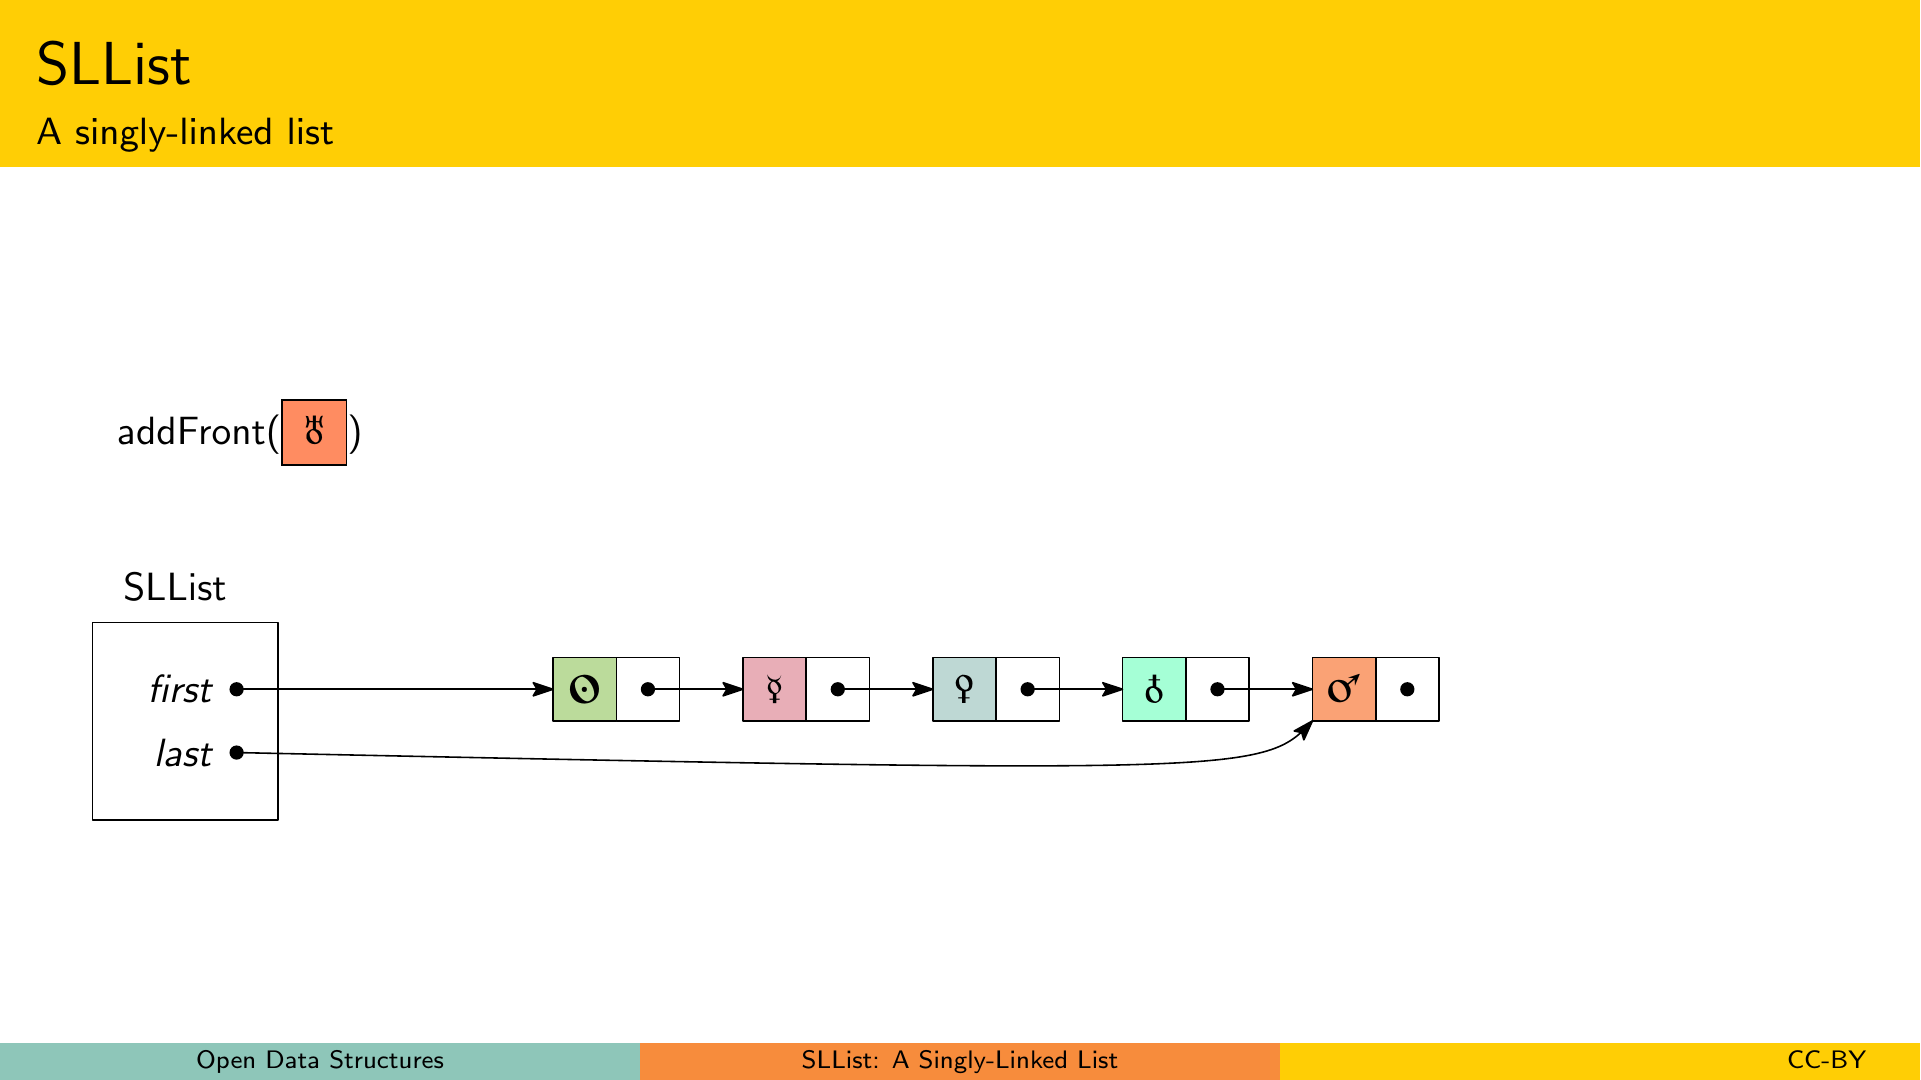 SLList
A singly-linked list
addFront(♅)
SLList
first
☉ ☿ ♀ ♁ ♂
last
Open Data Structures
SLList: A Singly-Linked List
CC-BY